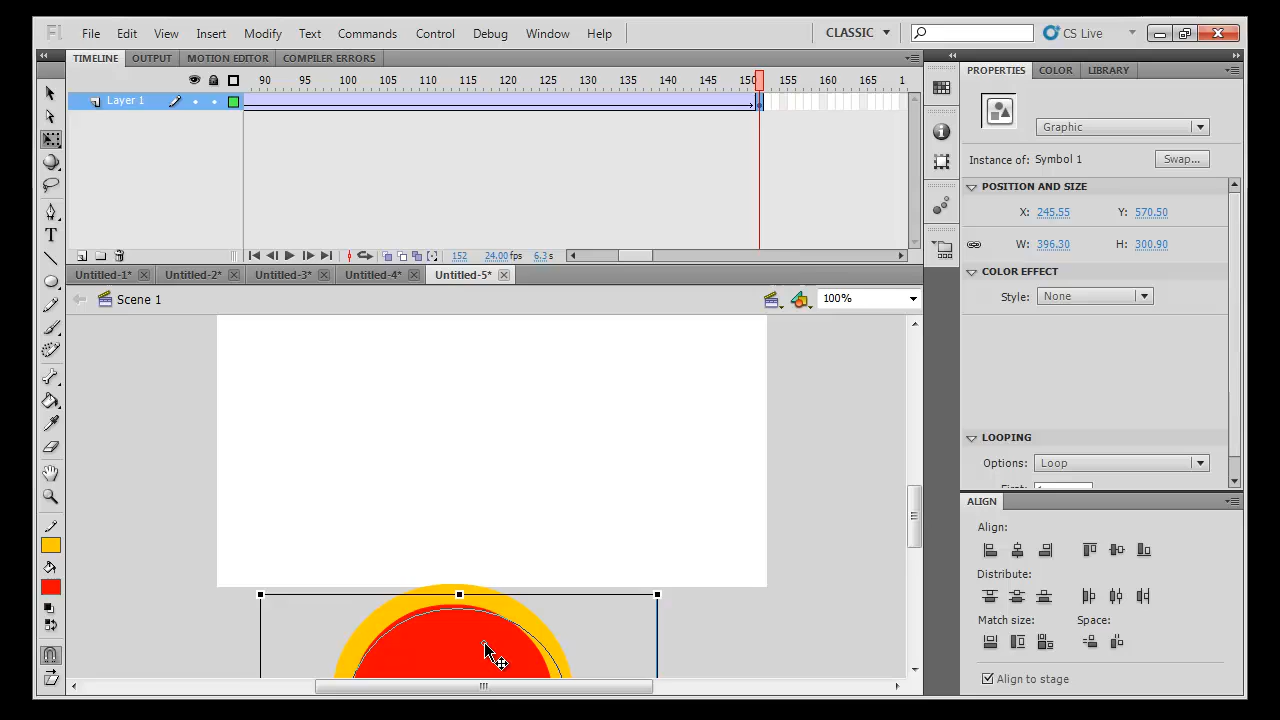 Fl File Edit View Insert Modify Text Commands Control Debug Window Help CLASSIC CS Live
TIMELINE OUTPUT MOTION EDITOR COMPILER ERRORS
90 95 100 105 110 115 120 125 130 135 140 145 150 155 160 165 1
Layer 1
152 24.00fps 6.3s
Untitled-1* Untitled-2* Untitled-3* Untitled-4* Untitled-5*
Scene 1 100%
PROPERTIES COLOR LIBRARY
Graphic
Instance of: Symbol 1 Swap...
POSITION AND SIZE
X: 245.55 Y: 570.50
W: 396.30 H: 300.90
COLOR EFFECT
Style: None
LOOPING
Options: Loop
ALIGN
Align:
Distribute:
Match size: Space:
Align to stage